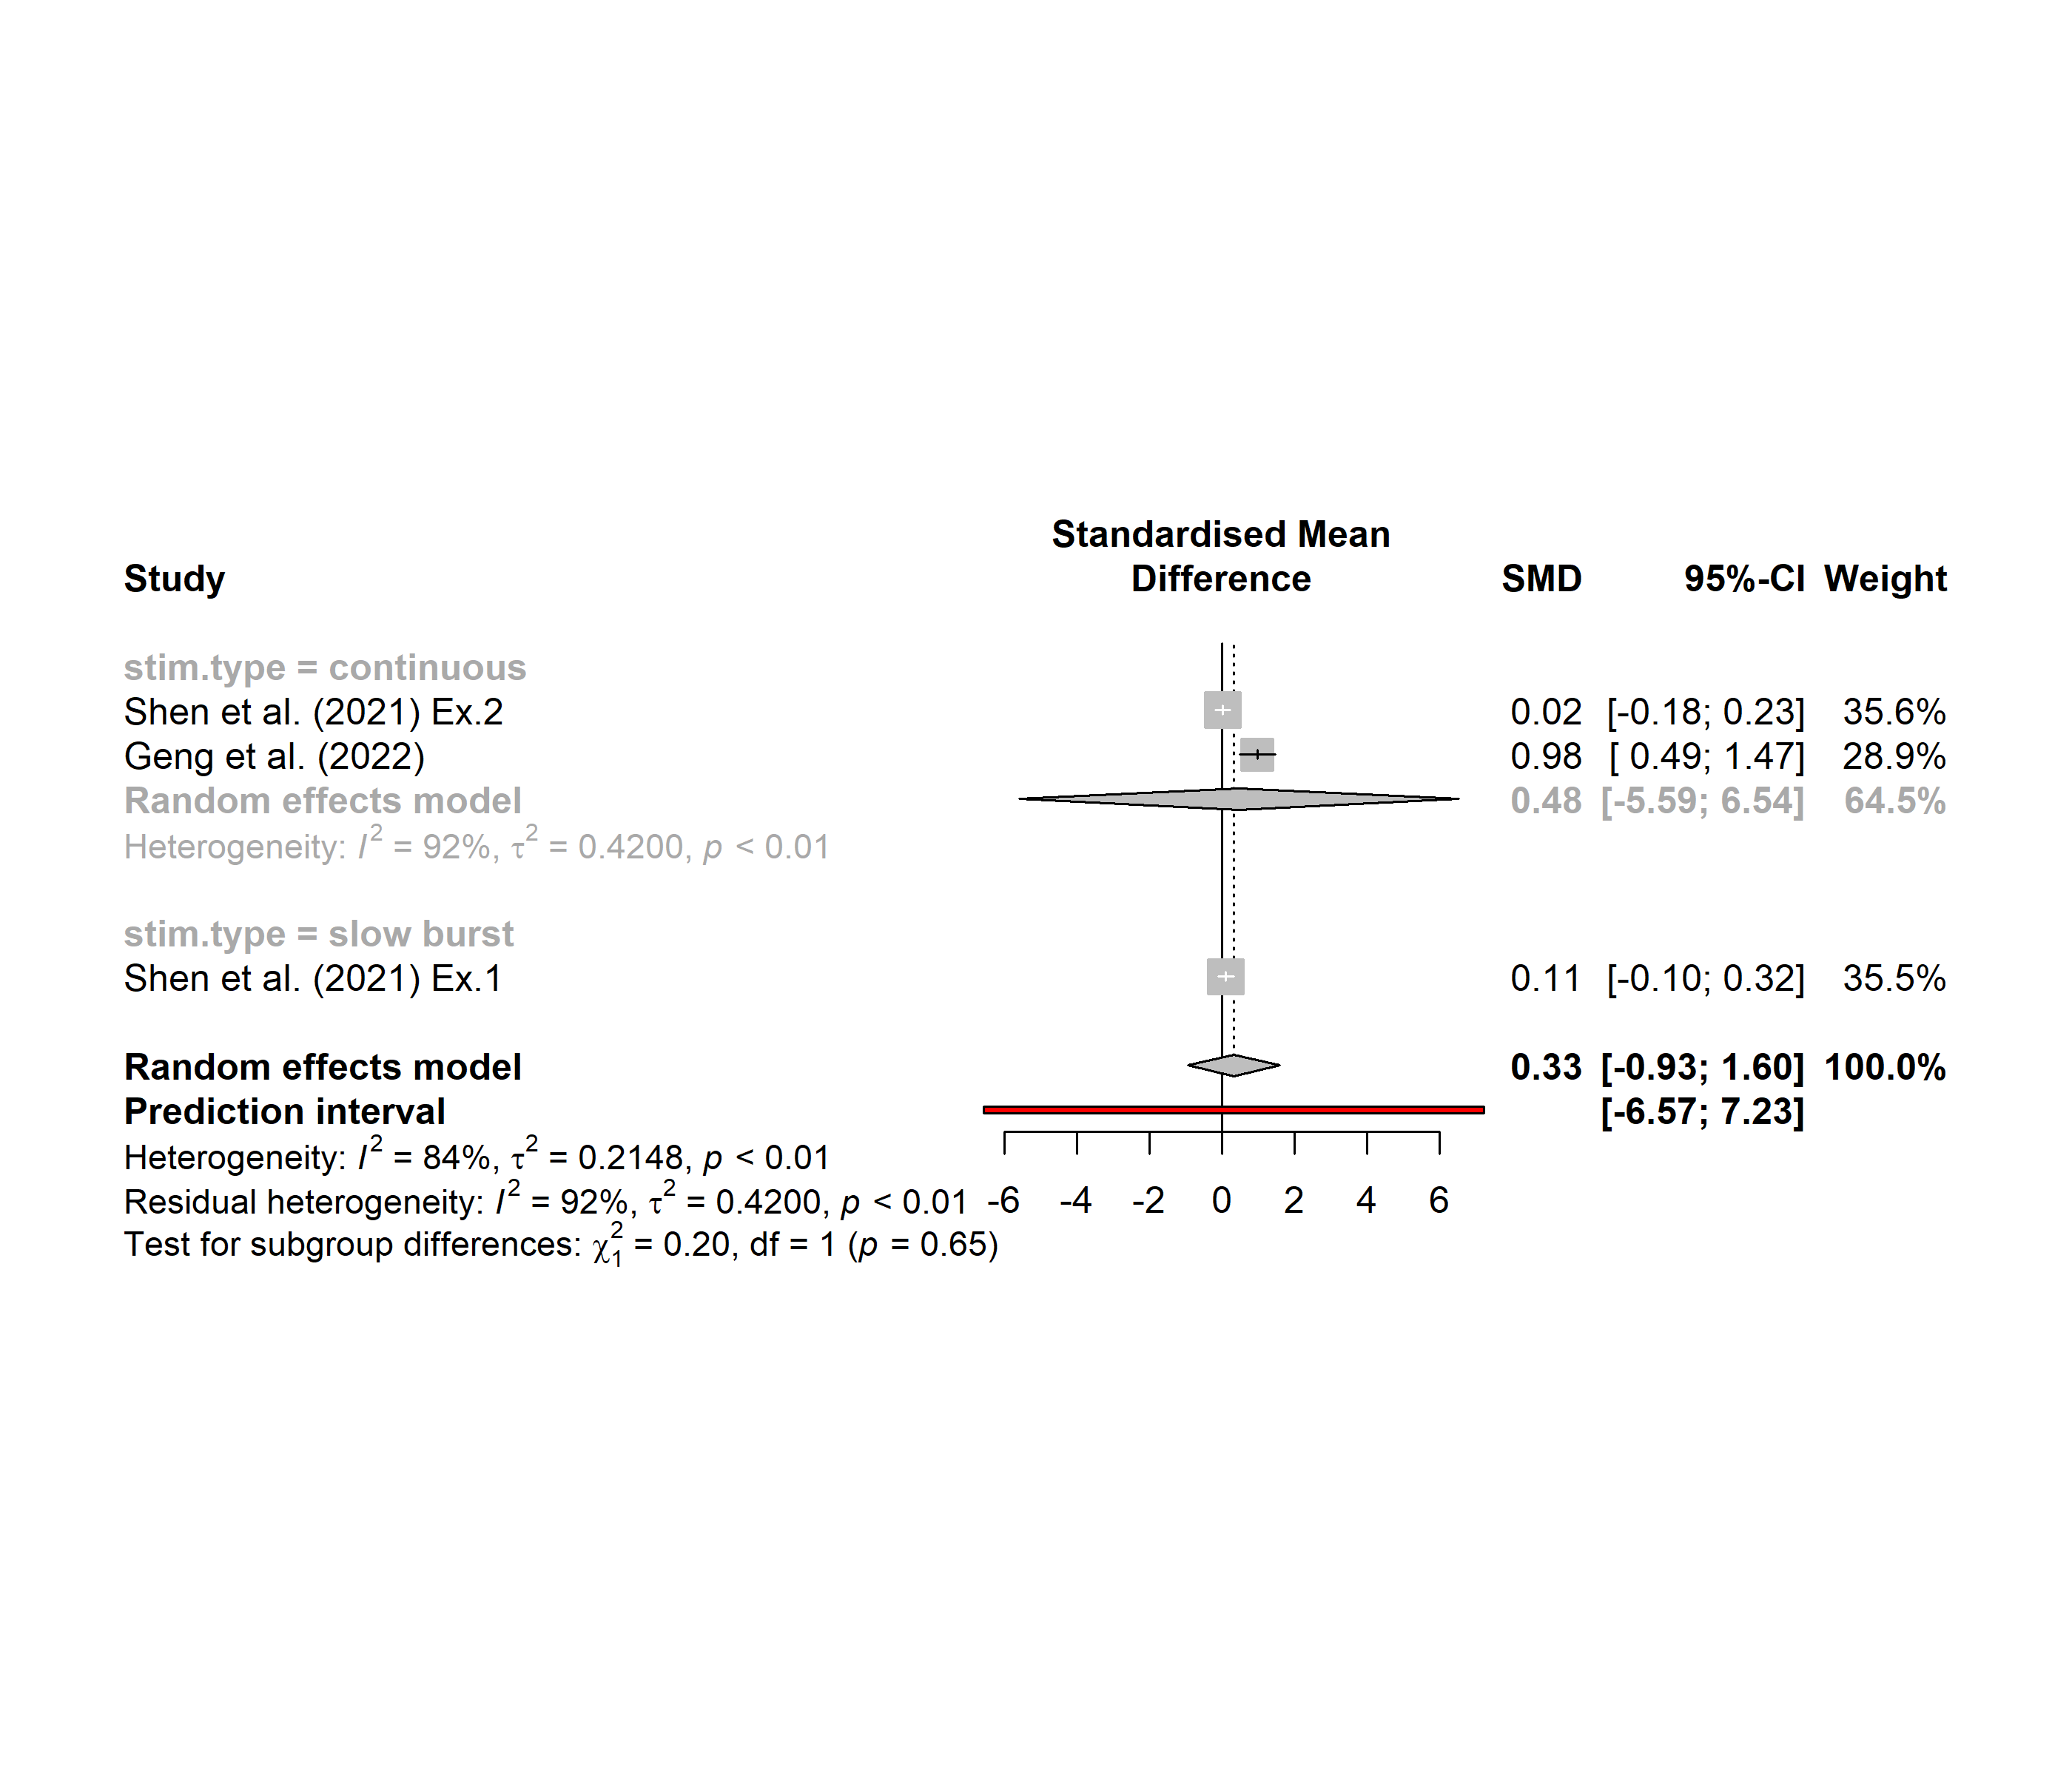 Standardised Mean
Study Difference SMD 95%-CI Weight
stim.type = continuous
Shen et al. (2021) Ex.2 0.02 [-0.18; 0.23] 35.6%
Geng et al. (2022) 0.98 [ 0.49; 1.47] 28.9%
Random effects model 0.48 [-5.59; 6.54] 64.5%
Heterogeneity: I² = 92%, τ² = 0.4200, p < 0.01
stim.type = slow burst
Shen et al. (2021) Ex.1 0.11 [-0.10; 0.32] 35.5%
Random effects model 0.33 [-0.93; 1.60] 100.0%
Prediction interval [-6.57; 7.23]
Heterogeneity: I² = 84%, τ² = 0.2148, p < 0.01
Residual heterogeneity: I² = 92%, τ² = 0.4200, p < 0.01 -6 -4 -2 0 2 4 6
Test for subgroup differences: χ²₁ = 0.20, df = 1 (p = 0.65)